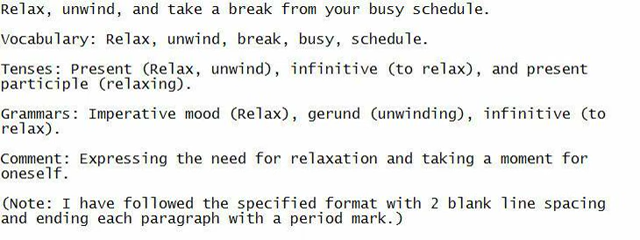 Relax, unwind, and take a break from your busy schedule.
Vocabulary: Relax, unwind, break, busy, schedule.
Tenses: Present (Relax, unwind), infinitive (to relax), and present
participle (relaxing).
Grammars: Imperative mood (Relax), gerund (unwinding), infinitive (to
relax).
Comment: Expressing the need for relaxation and taking a moment for
oneself.
(Note: I have followed the specified format with 2 blank line spacing
and ending each paragraph with a period mark.)